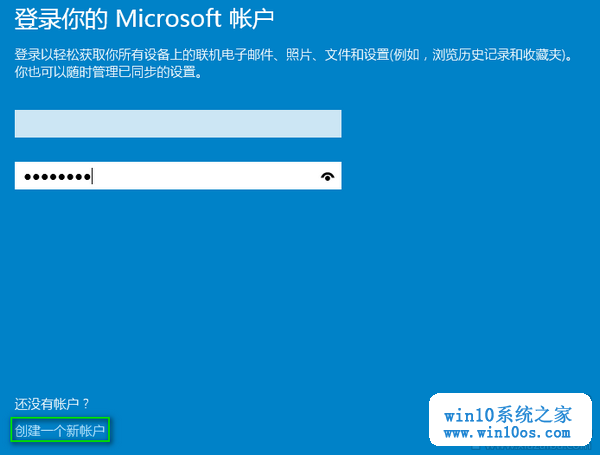 登录你的 Microsoft 帐户
登录以轻松获取你所有设备上的联机电子邮件、照片、文件和设置(例如，浏览历史记录和收藏夹)。
你也可以随时管理已同步的设置。
●●●●●●●●
还没有帐户？
创建一个新帐户
win10系统之家
www.win10os.com